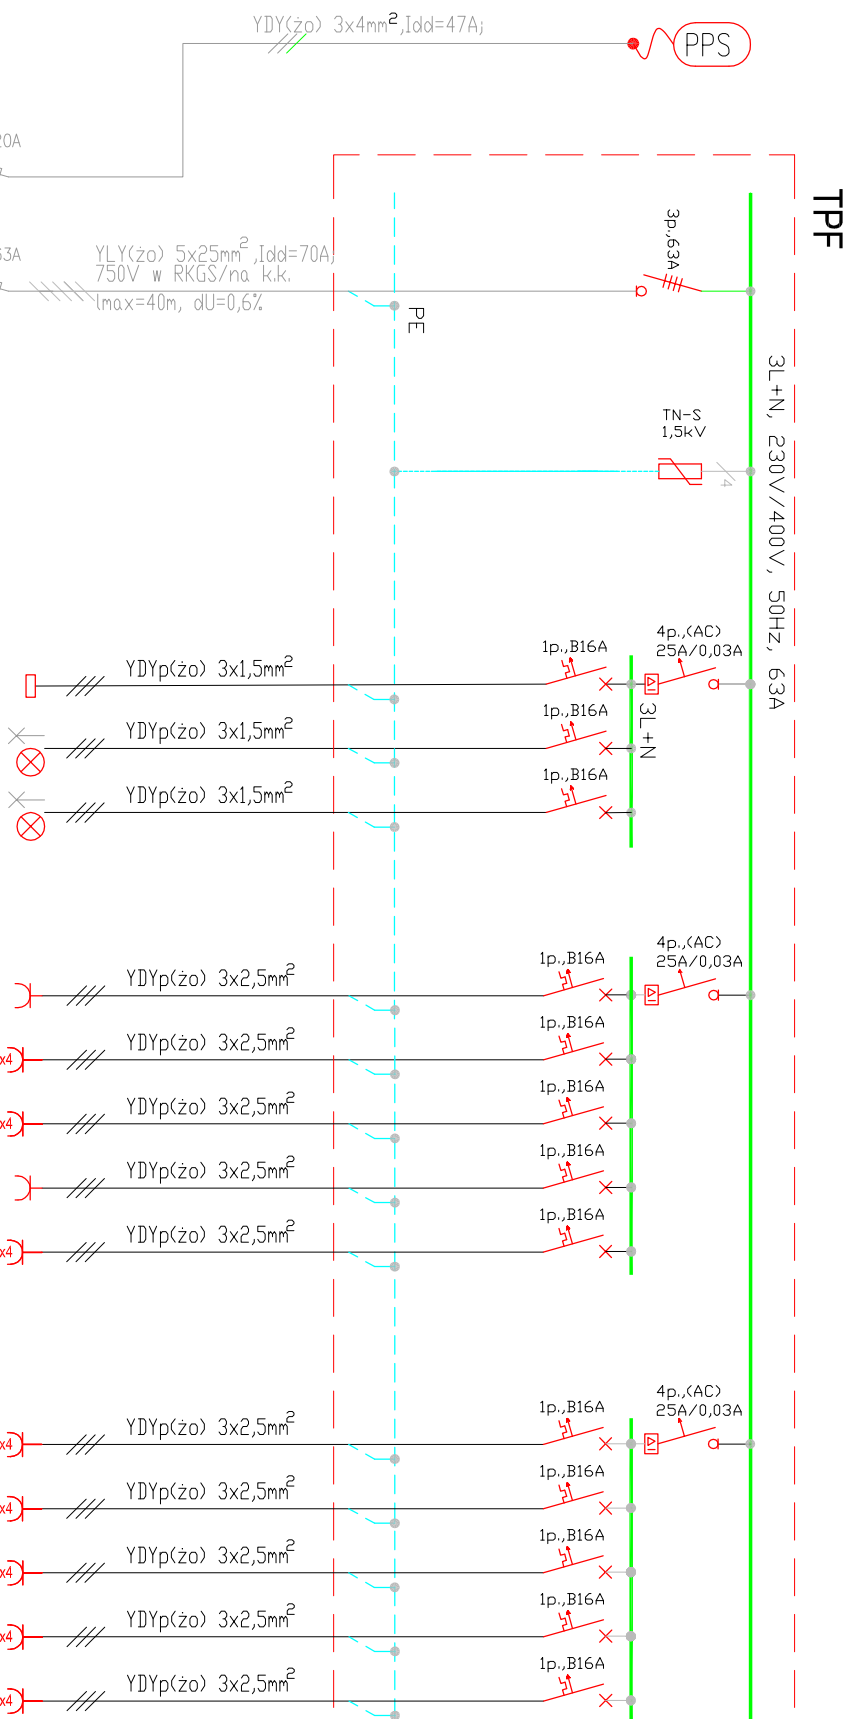 YDY(żo) 3x4mm²,Idd=47A;
PPS
20A
TPF
63A
YLY(żo) 5x25mm²,Idd=70A;
750V w RKGS/na k.k.
lmax=40m, dU=0,6%
3p.,63A
PE
3L+N, 230V/400V, 50Hz, 63A
TN-S
1,5kV
4
4p.,(AC)
25A/0,03A
YDYp(żo) 3x1,5mm²
1p.,B16A
3L+N
YDYp(żo) 3x1,5mm²
1p.,B16A
YDYp(żo) 3x1,5mm²
1p.,B16A
4p.,(AC)
25A/0,03A
YDYp(żo) 3x2,5mm²
1p.,B16A
x4
YDYp(żo) 3x2,5mm²
1p.,B16A
x4
YDYp(żo) 3x2,5mm²
1p.,B16A
YDYp(żo) 3x2,5mm²
1p.,B16A
x4
YDYp(żo) 3x2,5mm²
1p.,B16A
4p.,(AC)
25A/0,03A
x4
YDYp(żo) 3x2,5mm²
1p.,B16A
x4
YDYp(żo) 3x2,5mm²
1p.,B16A
x4
YDYp(żo) 3x2,5mm²
1p.,B16A
x4
YDYp(żo) 3x2,5mm²
1p.,B16A
x4
YDYp(żo) 3x2,5mm²
1p.,B16A